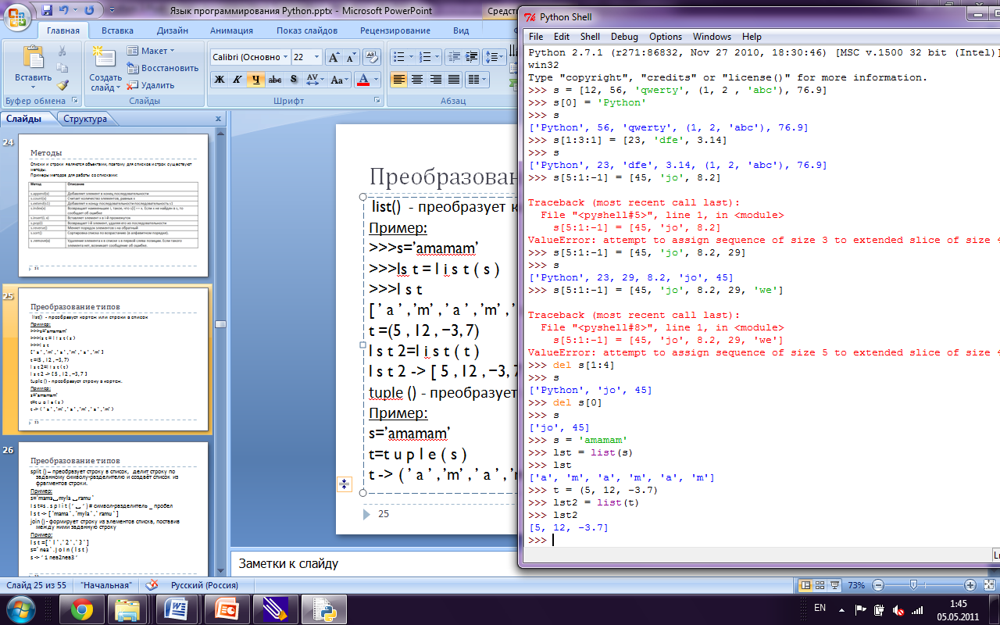 Язык программирования Python.pptx - Microsoft PowerPoint
Средст
Главная Вставка Дизайн Анимация Показ слайдов Рецензирование Вид
Вставить
Буфер обмена
Создать слайд
Макет
Восстановить
Удалить
Слайды
Calibri (Основно 22
Ж К Ч abc S AV Aa A
Шрифт
Абзац
Слайды Структура x
24
Методы
Списки и строки являются объектами, поэтому для списков и строк существуют
методы.
Примеры методов для работы со списками:
Метод Описание
s.append(x) Добавляет элемент в конец последовательности
s.count(x) Считает количество элементов, равных x
s.extend(s1) Добавляет к концу последовательности последовательность s1
s.index(x) Возвращает наименьшее i, такое, что s[i] == x. Если x не найден в s, то
сообщает об ошибке
s.insert(i, x) Вставляет элемент x в i-й промежуток
s.pop(i) Возвращает i-й элемент, удаляя его из последовательности
s.reverse() Меняет порядок элементов s на обратный
s.sort() Сортировка списка по возрастанию (в алфавитном порядке).
s.remove(x)
25
Преобразование типов
list() - преобразует кортеж или строки в список
Пример:
>>>s='amamam'
>>>ls t = l i s t ( s )
>>>l s t
[ ' a ' , 'm' , ' a ' , 'm' , ' a ' , 'm' ]
t =(5 , 12 , −3,7)
l s t 2=l i s t ( t )
l s t 2 -> [ 5 , 12 , −3,7 ]
tuple () - преобразует строку в кортеж.
Пример:
s='amamam'
t=t u p l e ( s )
t -> ( ' a ' , 'm' , ' a ' , 'm' , ' a ' , 'm' )
26
Преобразование типов
split () – преобразует строку в список, делит строку по
заданному символу-разделителю и создаёт список из
фрагментов строки.
Пример:
s='mama␣myla␣ramu'
l s t=s . s p l i t ( ' ␣ ' ) # символ-разделитель _ пробел
l s t -> [ 'mama' , 'myla' , ' ramu ' ]
join () - формирует строку из элементов списка, поставив
между ними заданную строку
Пример:
l s t =[ ' 1 ' , ' 2 ' , ' 3 ' ]
s=' nea' . j o i n ( l s t )
s -> ' 1 nea2nea3 '
Преобразован
list() - преобразует к
Пример:
>>>s='amamam'
>>>ls t = l i s t ( s )
>>>l s t
[ ' a ' , 'm' , ' a ' , 'm' , '
t =(5 , 12 , −3,7)
l s t 2=l i s t ( t )
l s t 2 -> [ 5 , 12 , −3,7
tuple () - преобразует
Пример:
s='amamam'
t=t u p l e ( s )
t -> ( ' a ' , 'm' , ' a ' , 'm
25
Заметки к слайду
Python Shell
File Edit Shell Debug Options Windows Help
Python 2.7.1 (r271:86832, Nov 27 2010, 18:30:46) [MSC v.1500 32 bit (Intel)]
win32
Type "copyright", "credits" or "license()" for more information.
>>> s = [12, 56, 'qwerty', (1, 2 , 'abc'), 76.9]
>>> s[0] = 'Python'
>>> s
['Python', 56, 'qwerty', (1, 2, 'abc'), 76.9]
>>> s[1:3:1] = [23, 'dfe', 3.14]
>>> s
['Python', 23, 'dfe', 3.14, (1, 2, 'abc'), 76.9]
>>> s[5:1:-1] = [45, 'jo', 8.2]
Traceback (most recent call last):
File "<pyshell#5>", line 1, in <module>
s[5:1:-1] = [45, 'jo', 8.2]
ValueError: attempt to assign sequence of size 3 to extended slice of size 4
>>> s[5:1:-1] = [45, 'jo', 8.2, 29]
>>> s
['Python', 23, 29, 8.2, 'jo', 45]
>>> s[5:1:-1] = [45, 'jo', 8.2, 29, 'we']
Traceback (most recent call last):
File "<pyshell#8>", line 1, in <module>
s[5:1:-1] = [45, 'jo', 8.2, 29, 'we']
ValueError: attempt to assign sequence of size 5 to extended slice of size 4
>>> del s[1:4]
>>> s
['Python', 'jo', 45]
>>> del s[0]
>>> s
['jo', 45]
>>> s = 'amamam'
>>> lst = list(s)
>>> lst
['a', 'm', 'a', 'm', 'a', 'm']
>>> t = (5, 12, -3.7)
>>> lst2 = list(t)
>>> lst2
[5, 12, -3.7]
>>>
Ln
Слайд 25 из 55 "Начальная" Русский (Россия) 73%
EN 1:45
05.05.2011